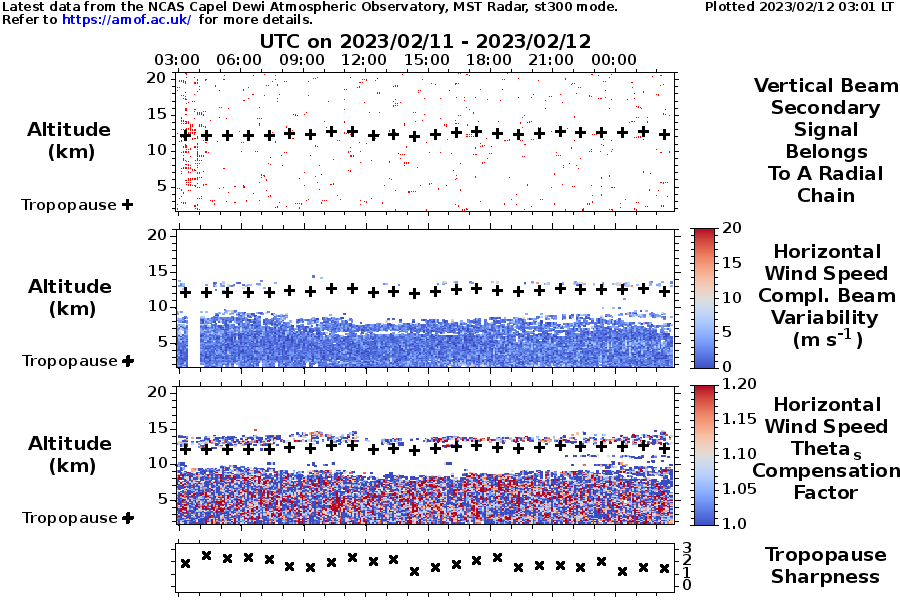 Latest data from the NCAS Capel Dewi Atmospheric Observatory, MST Radar, st300 mode.
Plotted 2023/02/12 03:01 LT
Refer to https://amof.ac.uk/ for more details.
UTC on 2023/02/11 - 2023/02/12
03:00 06:00 09:00 12:00 15:00 18:00 21:00 00:00
20
15
10
5
Altitude
(km)
Tropopause
Vertical Beam
Secondary
Signal
Belongs
To A Radial
Chain
20
15
10
5
Altitude
(km)
Tropopause
20
15
10
5
0
Horizontal
Wind Speed
Compl. Beam
Variability
(m s-1)
20
15
10
5
Altitude
(km)
Tropopause
1.20
1.15
1.10
1.05
1.0
Horizontal
Wind Speed
Theta s
Compensation
Factor
3
2
1
0
Tropopause
Sharpness